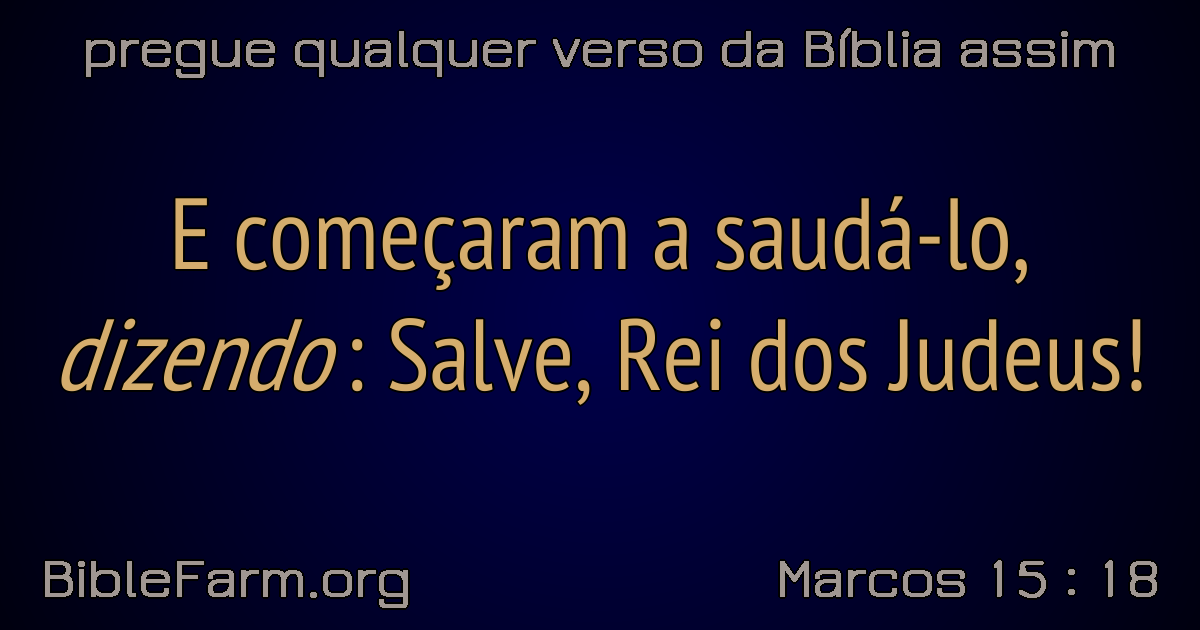 pregue qualquer verso da Bíblia assim
E começaram a saudá-lo,
dizendo: Salve, Rei dos Judeus!
BibleFarm.org
Marcos 15 : 18